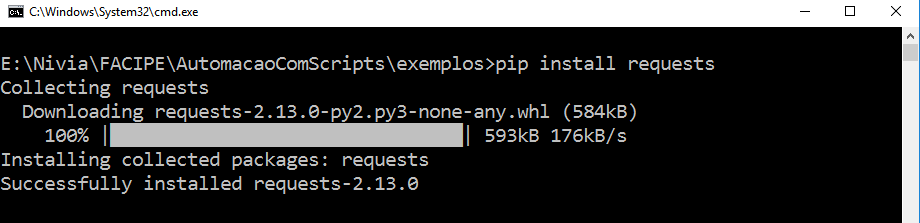 C:\Windows\System32\cmd.exe
E:\Nivia\FACIPE\AutomacaoComScripts\exemplos>pip install requests
Collecting requests
  Downloading requests-2.13.0-py2.py3-none-any.whl (584kB)
    100% |████████████████████████████████| 593kB 176kB/s
Installing collected packages: requests
Successfully installed requests-2.13.0